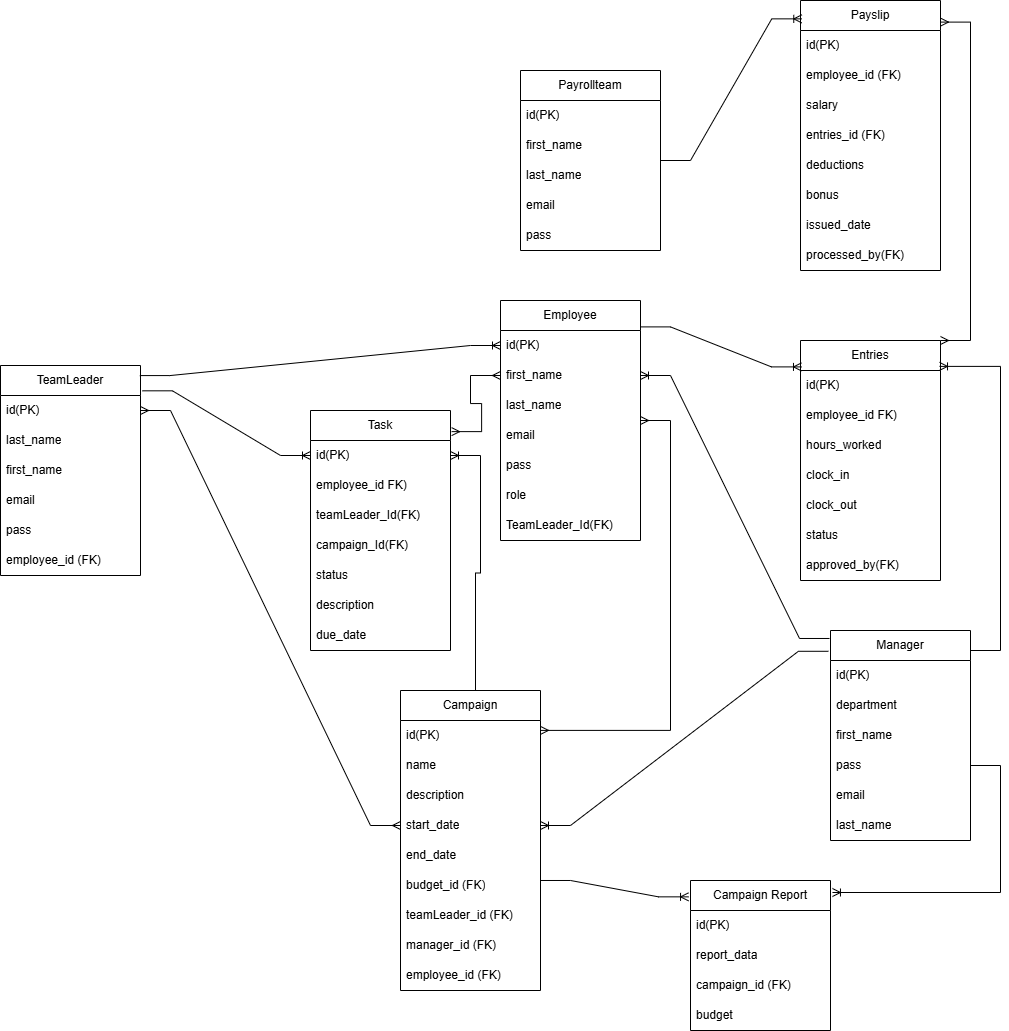 Payslip
id(PK)
employee_id (FK)
salary
entries_id (FK)
deductions
bonus
issued_date
processed_by(FK)
Payrollteam
id(PK)
first_name
last_name
email
pass
Employee
id(PK)
first_name
last_name
email
pass
role
TeamLeader_Id(FK)
Entries
id(PK)
employee_id FK)
hours_worked
clock_in
clock_out
status
approved_by(FK)
TeamLeader
id(PK)
last_name
first_name
email
pass
employee_id (FK)
Task
id(PK)
employee_id FK)
teamLeader_Id(FK)
campaign_Id(FK)
status
description
due_date
Manager
id(PK)
department
first_name
pass
email
last_name
Campaign
id(PK)
name
description
start_date
end_date
budget_id (FK)
teamLeader_id (FK)
manager_id (FK)
employee_id (FK)
Campaign Report
id(PK)
report_data
campaign_id (FK)
budget